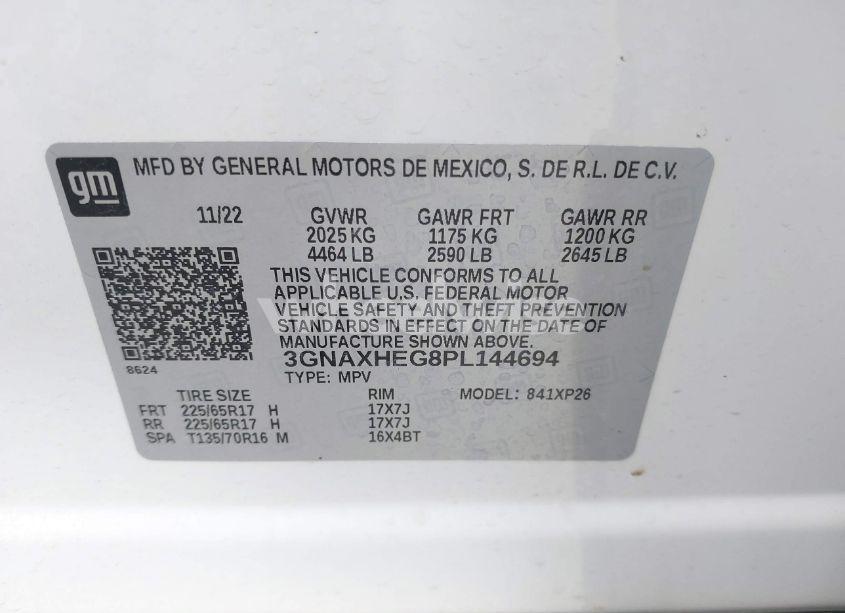 gm
MFD BY GENERAL MOTORS DE MEXICO, S. DE R.L. DE C.V.
11/22 GVWR GAWR FRT GAWR RR
2025 KG 1175 KG 1200 KG
4464 LB 2590 LB 2645 LB
THIS VEHICLE CONFORMS TO ALL
APPLICABLE U.S. FEDERAL MOTOR
VEHICLE SAFETY AND THEFT PREVENTION
STANDARDS IN EFFECT ON THE DATE OF
MANUFACTURE SHOWN ABOVE.
3GNAXHEG8PL144694
8624
TYPE: MPV
TIRE SIZE RIM MODEL: 841XP26
FRT 225/65R17 H 17X7J
RR 225/65R17 H 17X7J
SPA T135/70R16 M 16X4BT